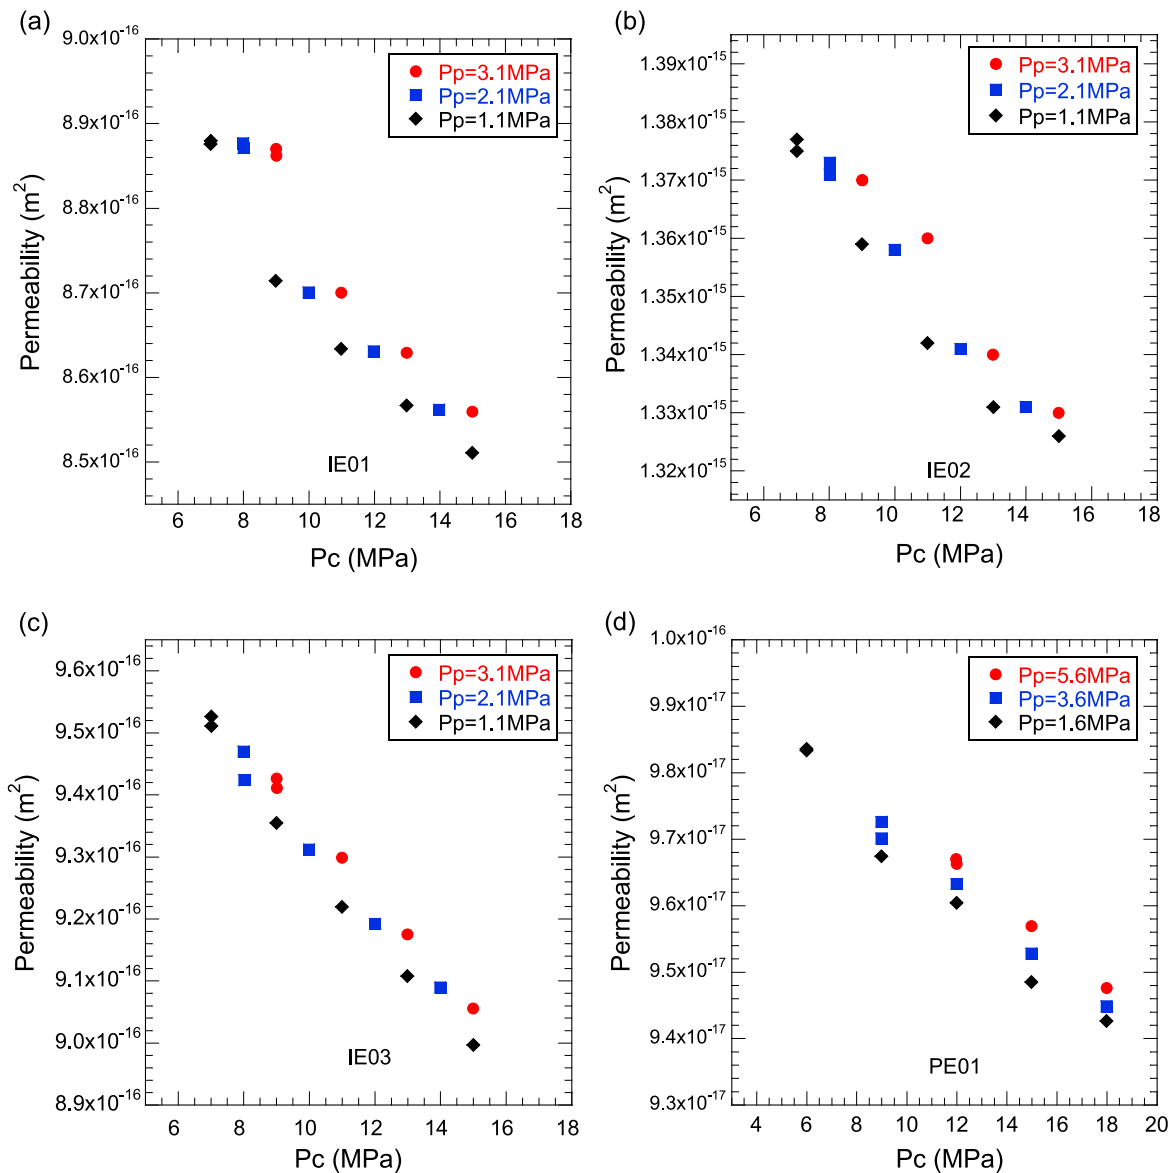 (a)
9.0x10⁻¹⁶
8.9x10⁻¹⁶
8.8x10⁻¹⁶
8.7x10⁻¹⁶
8.6x10⁻¹⁶
8.5x10⁻¹⁶
Permeability (m²)
Pp=3.1MPa
Pp=2.1MPa
Pp=1.1MPa
IE01
6 8 10 12 14 16 18
Pc (MPa)
(b)
1.39x10⁻¹⁵
1.38x10⁻¹⁵
1.37x10⁻¹⁵
1.36x10⁻¹⁵
1.35x10⁻¹⁵
1.34x10⁻¹⁵
1.33x10⁻¹⁵
1.32x10⁻¹⁵
Permeability (m²)
Pp=3.1MPa
Pp=2.1MPa
Pp=1.1MPa
IE02
6 8 10 12 14 16 18
Pc (MPa)
(c)
9.6x10⁻¹⁶
9.5x10⁻¹⁶
9.4x10⁻¹⁶
9.3x10⁻¹⁶
9.2x10⁻¹⁶
9.1x10⁻¹⁶
9.0x10⁻¹⁶
8.9x10⁻¹⁶
Permeability (m²)
Pp=3.1MPa
Pp=2.1MPa
Pp=1.1MPa
IE03
6 8 10 12 14 16 18
Pc (MPa)
(d)
1.0x10⁻¹⁶
9.9x10⁻¹⁷
9.8x10⁻¹⁷
9.7x10⁻¹⁷
9.6x10⁻¹⁷
9.5x10⁻¹⁷
9.4x10⁻¹⁷
9.3x10⁻¹⁷
Permeability (m²)
Pp=5.6MPa
Pp=3.6MPa
Pp=1.6MPa
PE01
4 6 8 10 12 14 16 18 20
Pc (MPa)